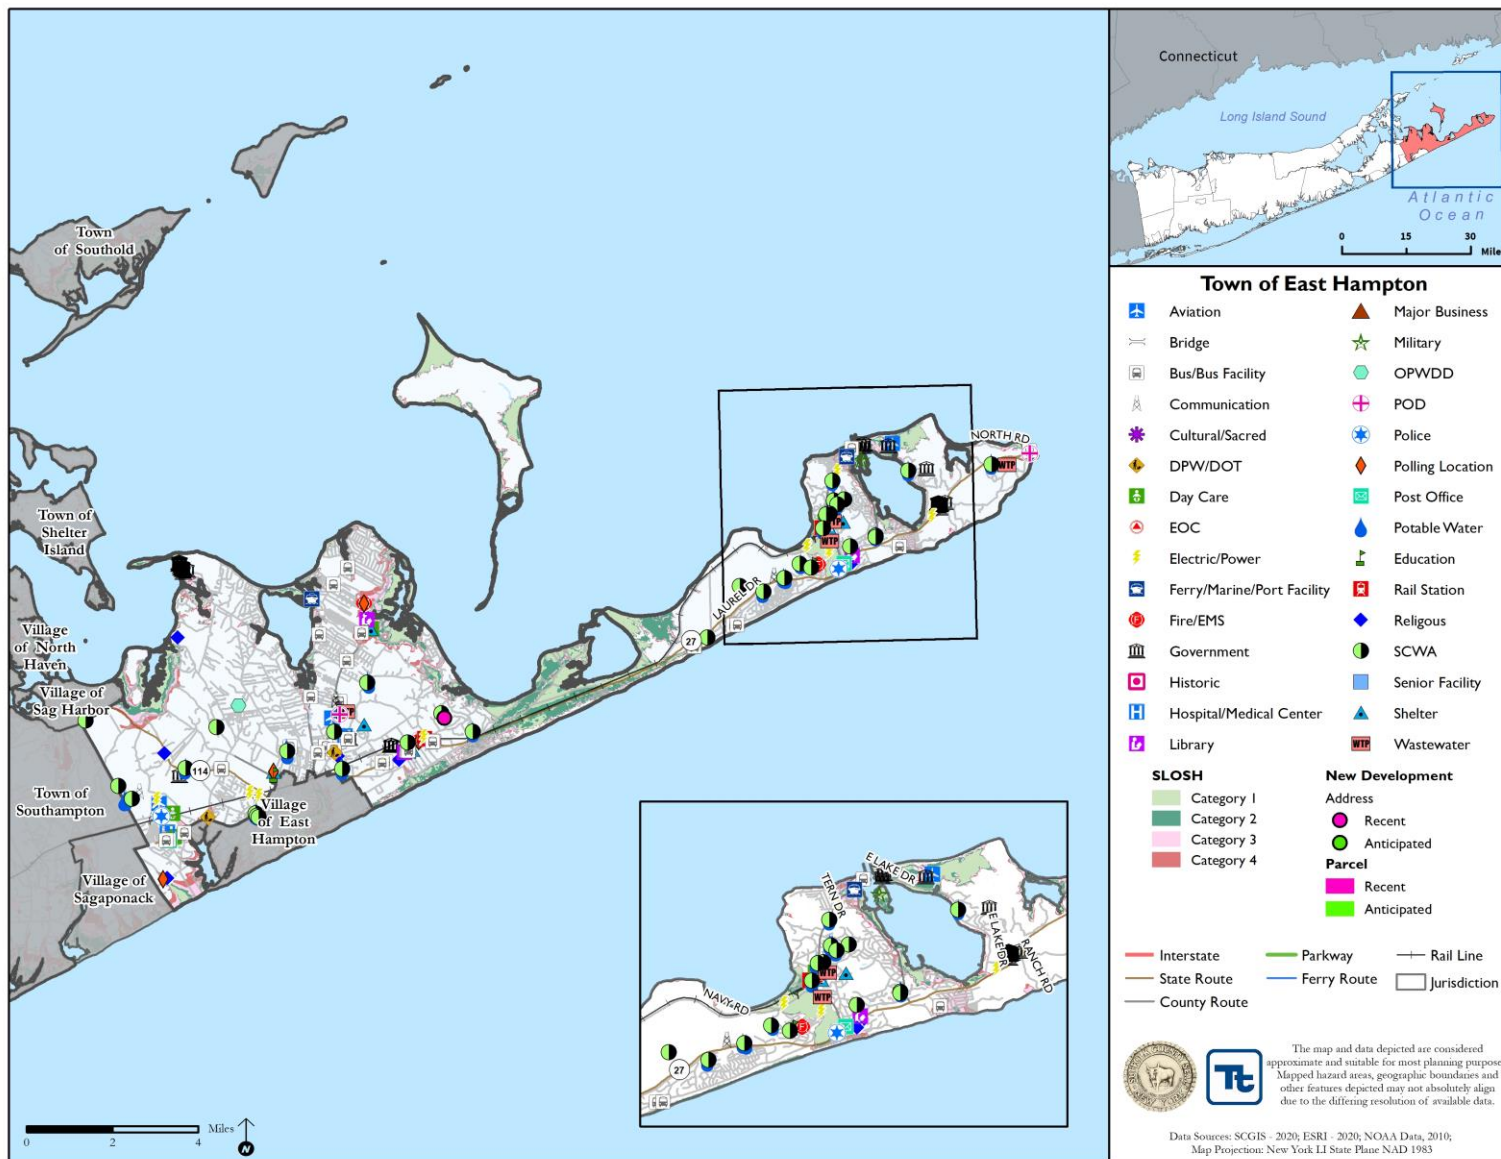 Town
of Southold
Town of
Shelter
Island
Village
of North
Haven
Village of
Sag Harbor
Town of
Southampton
Village of
Sagaponack
Village
of East
Hampton
114
27
LAUREL DR
NORTH RD
WTP
WTP
WTP
E LAKE DR
TERN DR
E LAKE DR
RANCH RD
NAVY RD
WTP
WTP
27
0 2 4 Miles
N
Connecticut
Long Island Sound
Atlantic
Ocean
0 15 30
Mile
Town of East Hampton
Aviation
Bridge
Bus/Bus Facility
Communication
Cultural/Sacred
DPW/DOT
Day Care
EOC
Electric/Power
Ferry/Marine/Port Facility
Fire/EMS
Government
Historic
Hospital/Medical Center
Library
Major Business
Military
OPWDD
POD
Police
Polling Location
Post Office
Potable Water
Education
Rail Station
Religous
SCWA
Senior Facility
Shelter
WTP Wastewater
SLOSH
Category 1
Category 2
Category 3
Category 4
New Development
Address
Recent
Anticipated
Parcel
Recent
Anticipated
Interstate
State Route
County Route
Parkway
Ferry Route
Rail Line
Jurisdiction
Tt
The map and data depicted are considered
approximate and suitable for most planning purpose
Mapped hazard areas, geographic boundaries and
other features depicted may not absolutely align
due to the differing resolution of available data.
Data Sources: SCGIS - 2020; ESRI - 2020; NOAA Data, 2010;
Map Projection: New York LI State Plane NAD 1983